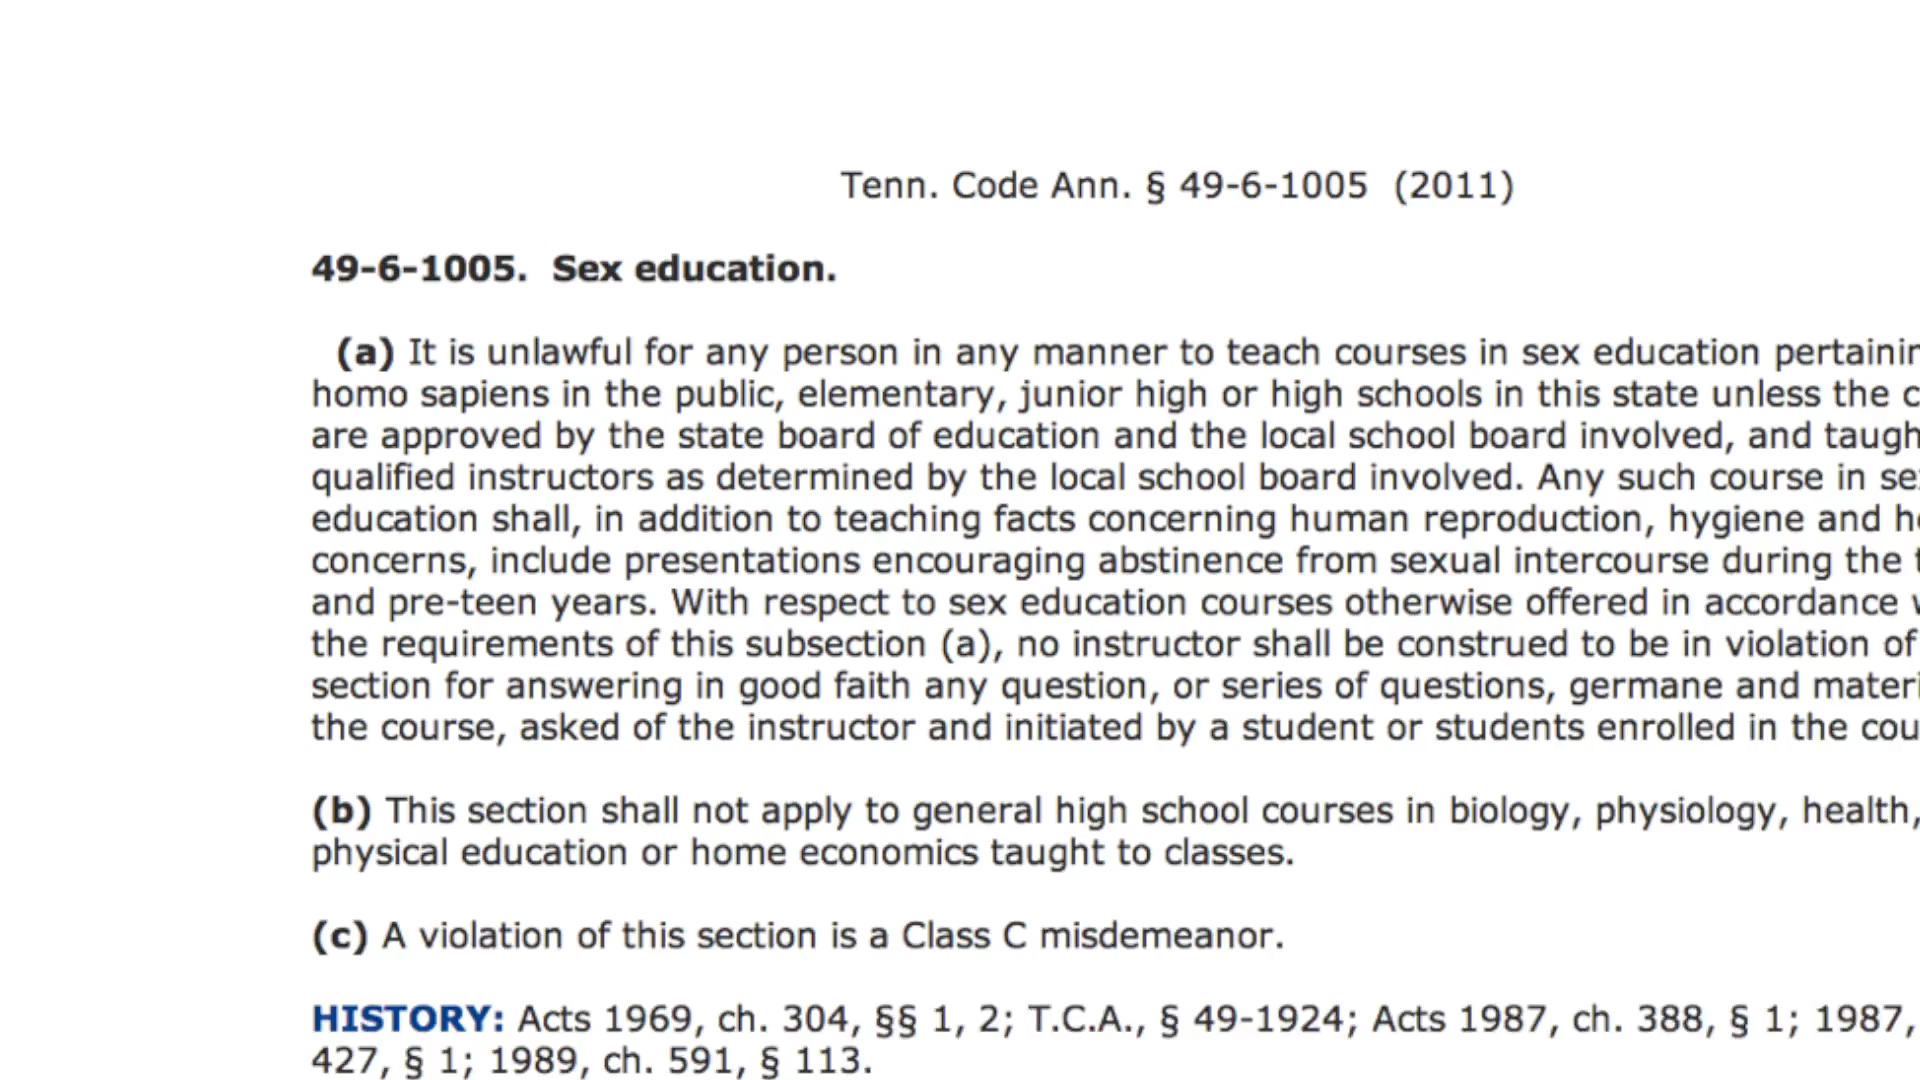 Tenn. Code Ann. § 49-6-1005 (2011)
49-6-1005. Sex education.
(a) It is unlawful for any person in any manner to teach courses in sex education
homo sapiens in the public, elementary, junior high or high schools in this state unless the
are approved by the state board of education and the local school board involved, and
qualified instructors as determined by the local school board involved. Any such course in
education shall, in addition to teaching facts concerning human reproduction, hygiene and
concerns, include presentations encouraging abstinence from sexual intercourse during the
and pre-teen years. With respect to sex education courses otherwise offered in accordance
the requirements of this subsection (a), no instructor shall be construed to be in violation of
section for answering in good faith any question, or series of questions, germane and
the course, asked of the instructor and initiated by a student or students enrolled in the
(b) This section shall not apply to general high school courses in biology, physiology, health,
physical education or home economics taught to classes.
(c) A violation of this section is a Class C misdemeanor.
HISTORY: Acts 1969, ch. 304, §§ 1, 2; T.C.A., § 49-1924; Acts 1987, ch. 388, § 1; 1987,
427, § 1; 1989, ch. 591, § 113.